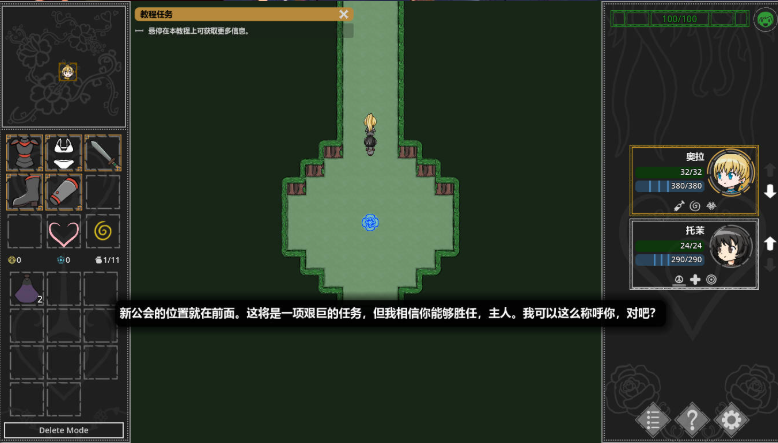 教程任务
悬停在本教程上可获取更多信息。
100/100
奥拉
32/32
380/380
托茉
24/24
290/290
0
0
1/11
2
新公会的位置就在前面。这将是一项艰巨的任务，但我相信你能够胜任，主人。我可以这么称呼你，对吧？
Delete Mode